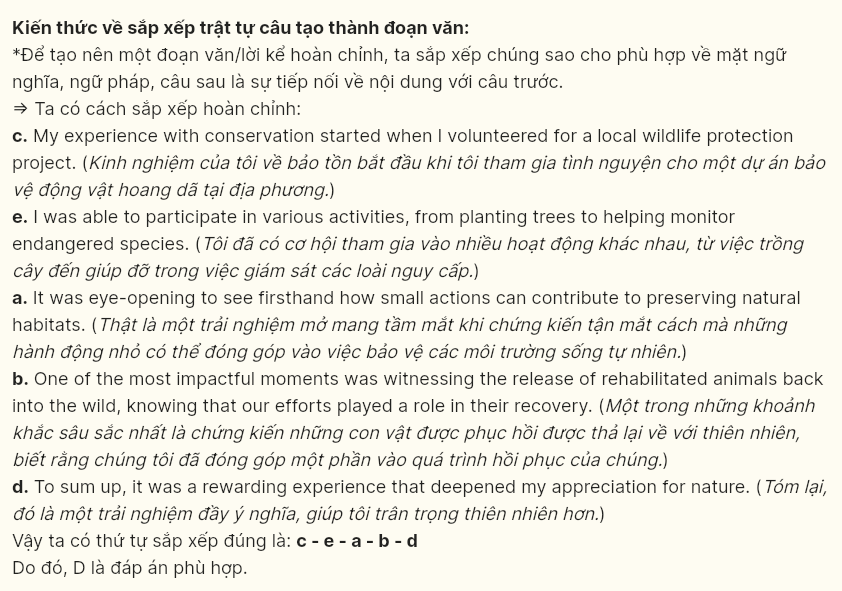 Kiến thức về sắp xếp trật tự câu tạo thành đoạn văn:
*Để tạo nên một đoạn văn/lời kể hoàn chỉnh, ta sắp xếp chúng sao cho phù hợp về mặt ngữ
nghĩa, ngữ pháp, câu sau là sự tiếp nối về nội dung với câu trước.
⇒ Ta có cách sắp xếp hoàn chỉnh:
c. My experience with conservation started when I volunteered for a local wildlife protection
project. (Kinh nghiệm của tôi về bảo tồn bắt đầu khi tôi tham gia tình nguyện cho một dự án bảo
vệ động vật hoang dã tại địa phương.)
e. I was able to participate in various activities, from planting trees to helping monitor
endangered species. (Tôi đã có cơ hội tham gia vào nhiều hoạt động khác nhau, từ việc trồng
cây đến giúp đỡ trong việc giám sát các loài nguy cấp.)
a. It was eye-opening to see firsthand how small actions can contribute to preserving natural
habitats. (Thật là một trải nghiệm mở mang tầm mắt khi chứng kiến tận mắt cách mà những
hành động nhỏ có thể đóng góp vào việc bảo vệ các môi trường sống tự nhiên.)
b. One of the most impactful moments was witnessing the release of rehabilitated animals back
into the wild, knowing that our efforts played a role in their recovery. (Một trong những khoảnh
khắc sâu sắc nhất là chứng kiến những con vật được phục hồi được thả lại về với thiên nhiên,
biết rằng chúng tôi đã đóng góp một phần vào quá trình hồi phục của chúng.)
d. To sum up, it was a rewarding experience that deepened my appreciation for nature. (Tóm lại,
đó là một trải nghiệm đầy ý nghĩa, giúp tôi trân trọng thiên nhiên hơn.)
Vậy ta có thứ tự sắp xếp đúng là: c - e - a - b - d
Do đó, D là đáp án phù hợp.